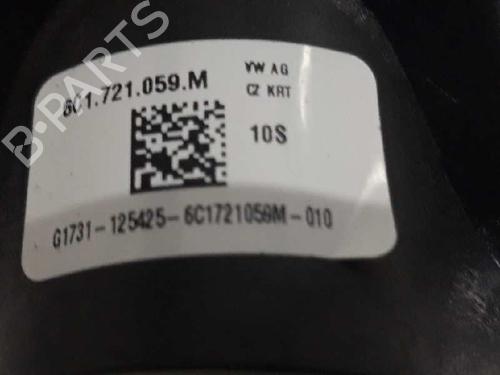 B-PARTS
6C1.721.059.M
VW AG
CZ KRT
10S
G1731-125425-6C1721059M-010